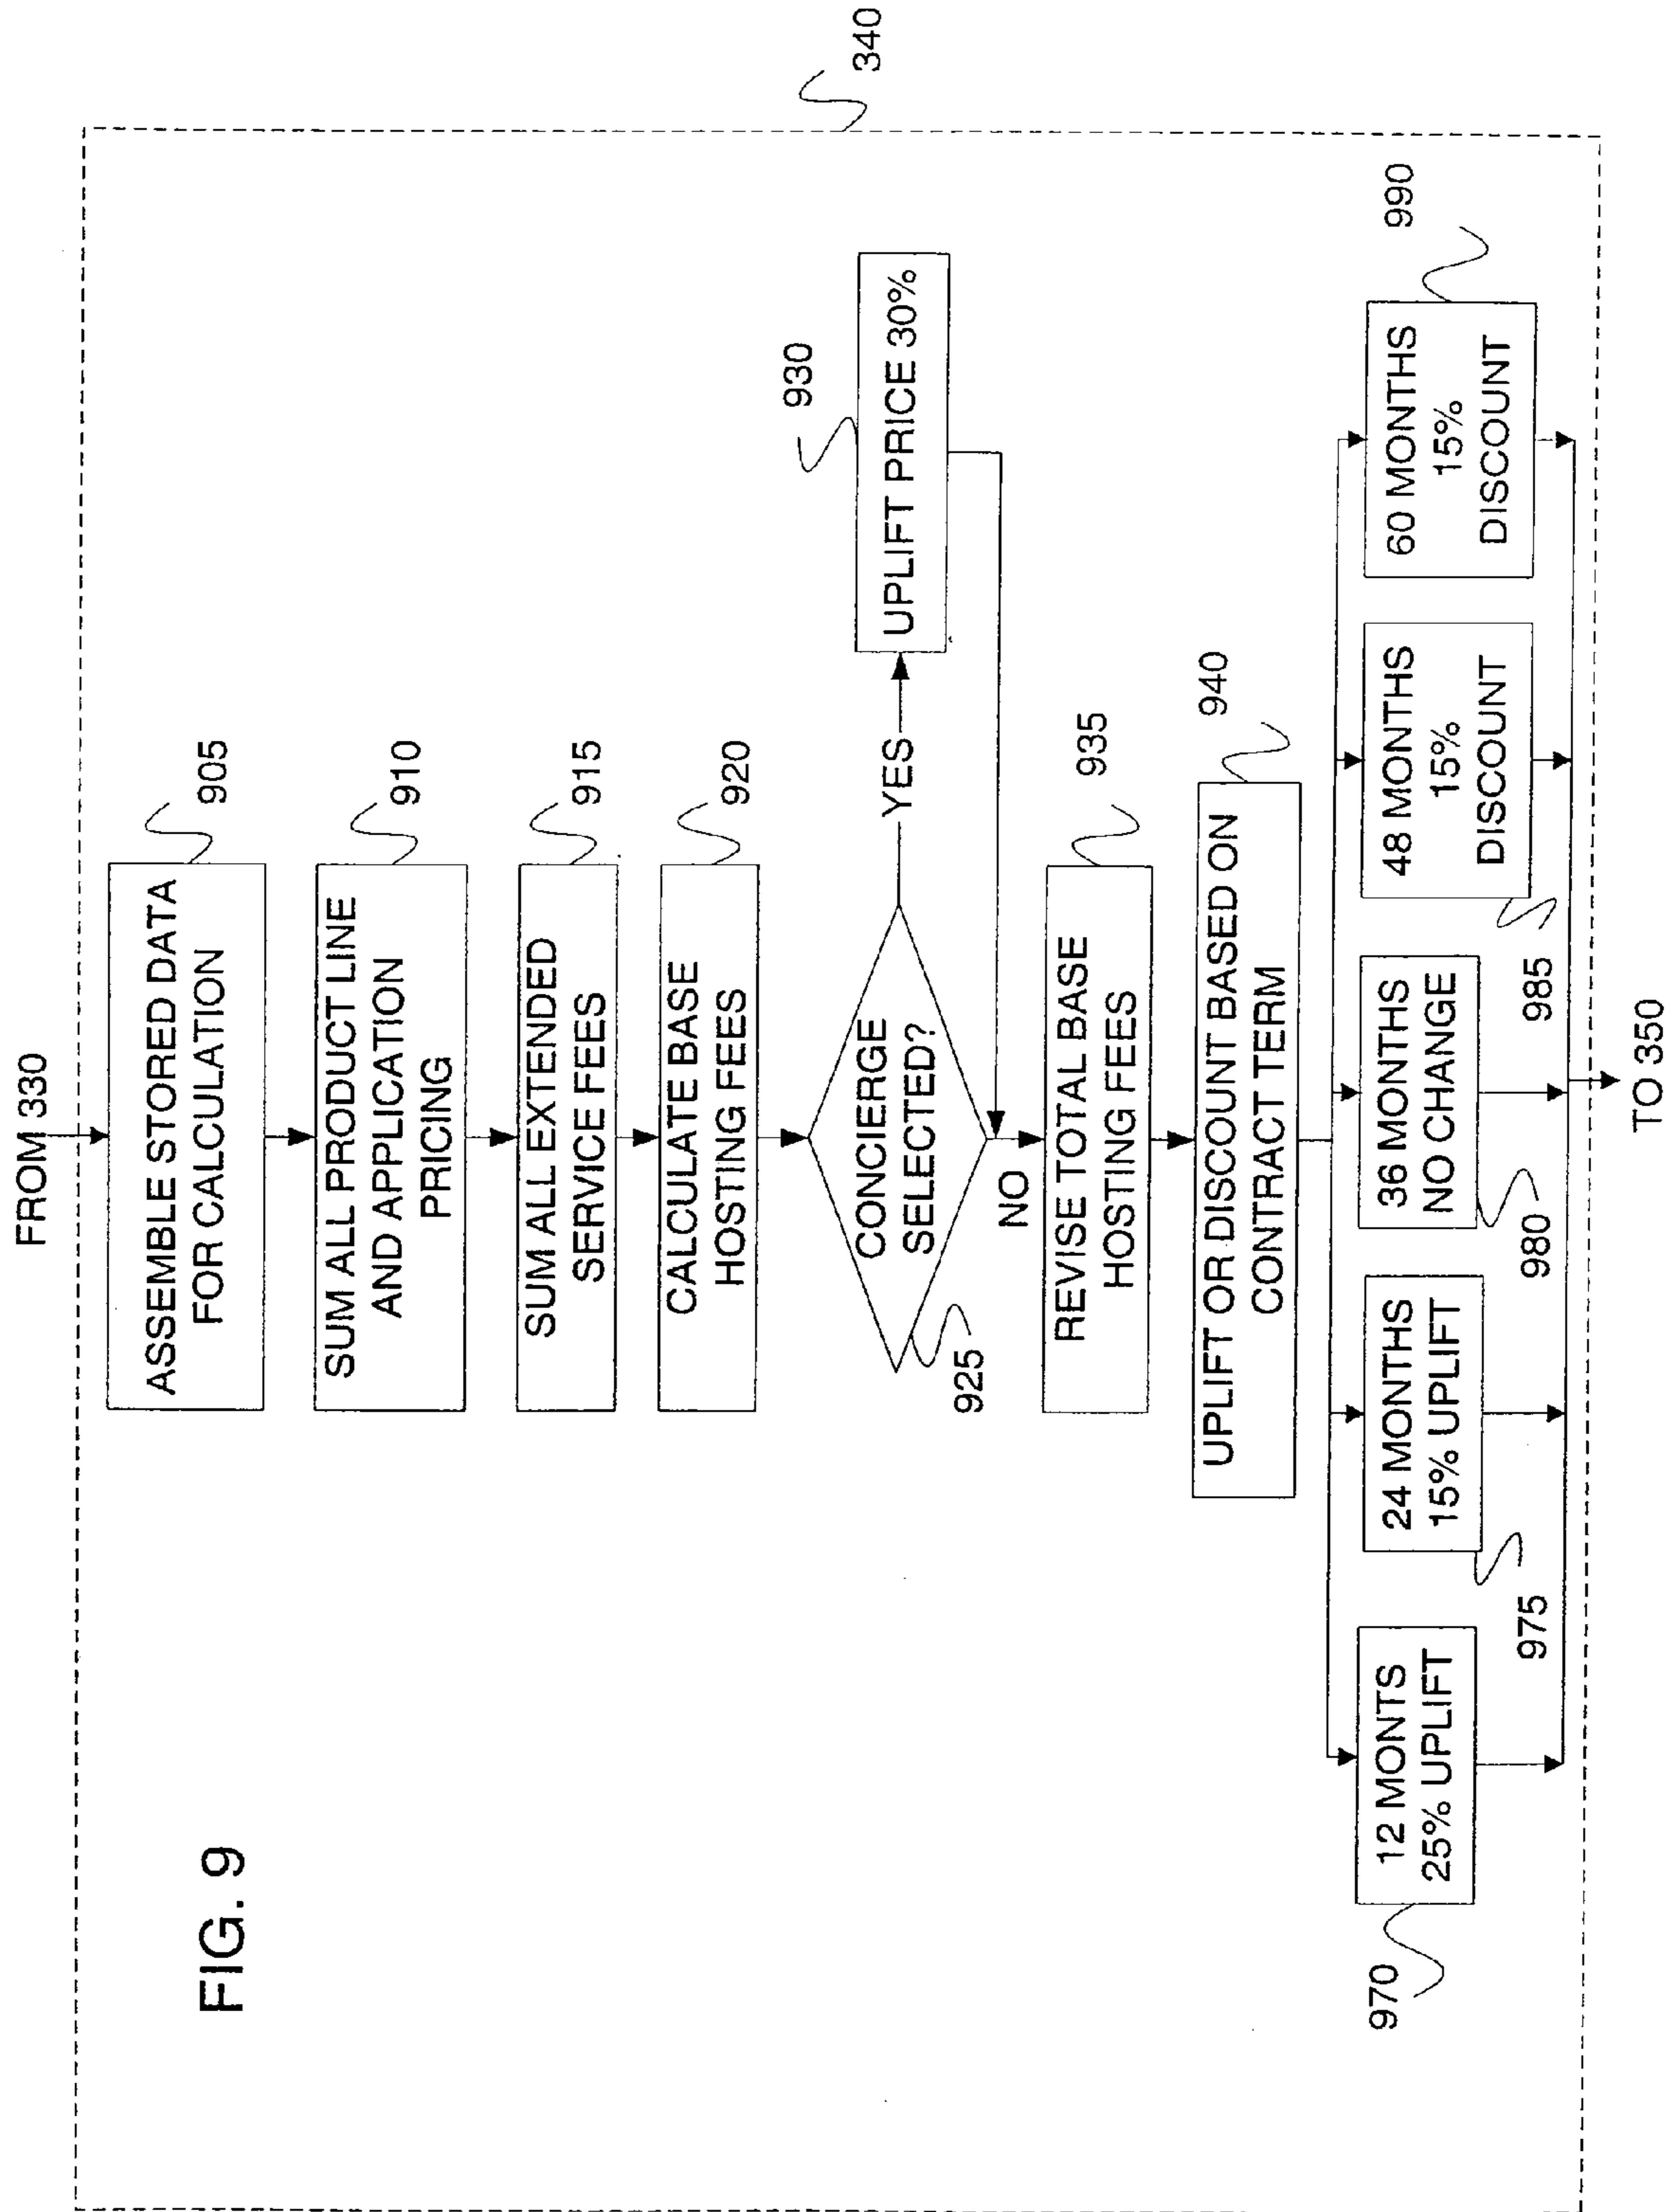 FIG. 9
FROM 330
340
ASSEMBLE STORED DATA
FOR CALCULATION
905
SUM ALL PRODUCT LINE
AND APPLICATION
PRICING
910
SUM ALL EXTENDED
SERVICE FEES
915
CALCULATE BASE
HOSTING FEES
920
CONCIERGE
SELECTED?
925
YES
UPLIFT PRICE 30%
930
NO
REVISE TOTAL BASE
HOSTING FEES
935
UPLIFT OR DISCOUNT BASED ON
CONTRACT TERM
940
12 MONTS
25% UPLIFT
970
24 MONTHS
15% UPLIFT
975
36 MONTHS
NO CHANGE
980
48 MONTHS
15%
DISCOUNT
985
60 MONTHS
15%
DISCOUNT
990
TO 350